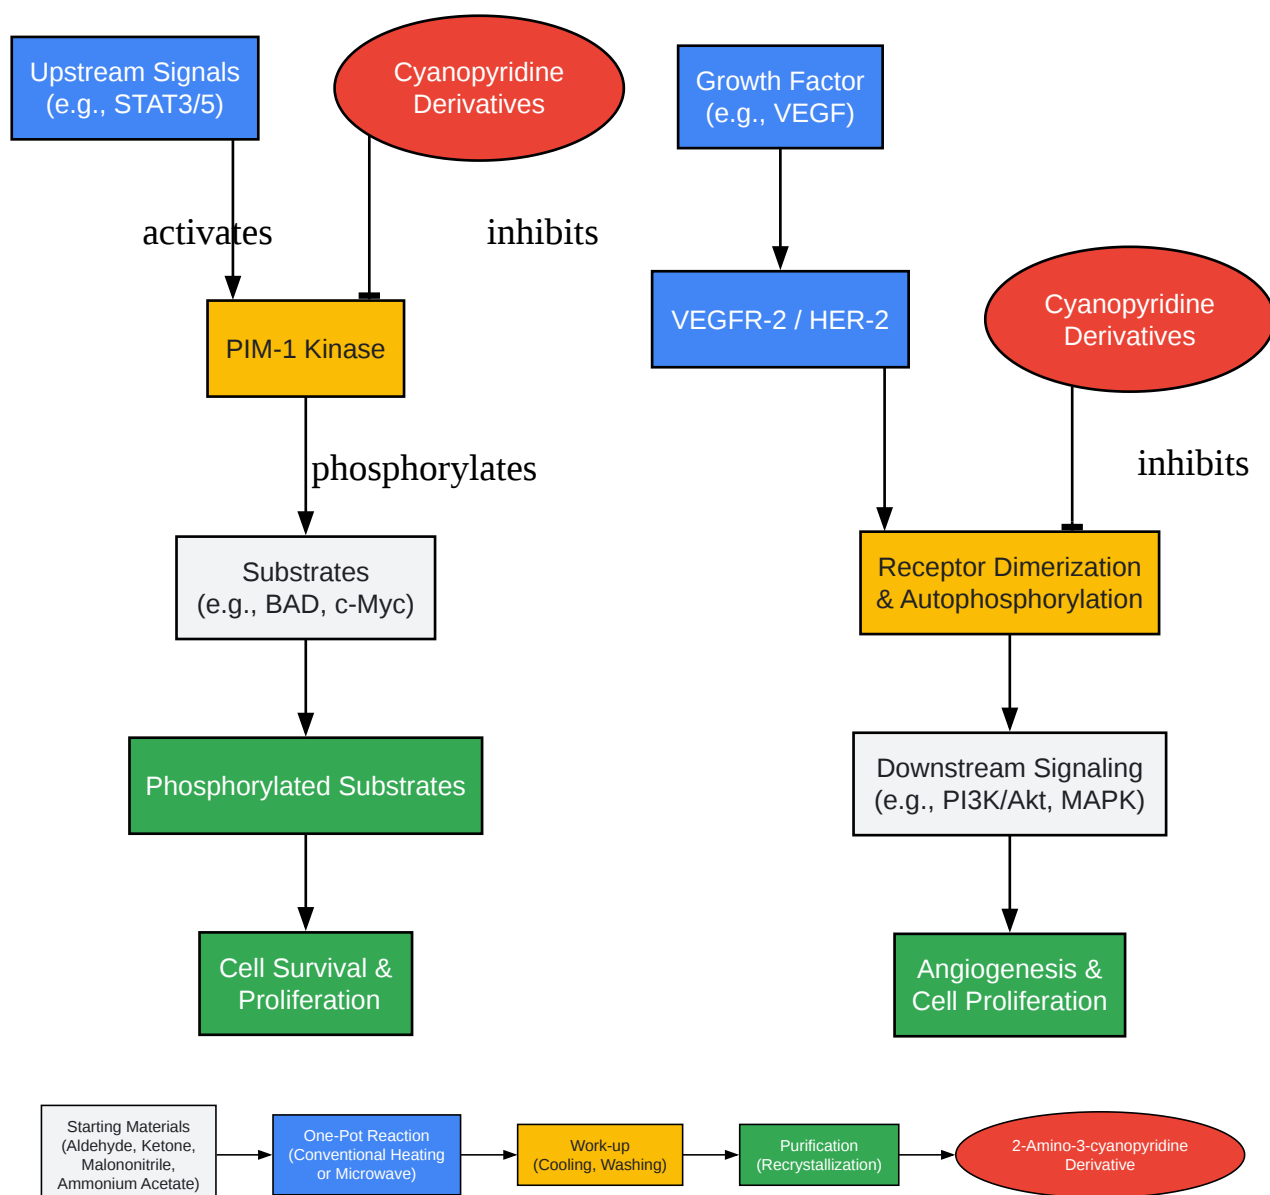 Upstream Signals
(e.g., STAT3/5)
Cyanopyridine
Derivatives
activates
inhibits
PIM-1 Kinase
phosphorylates
Substrates
(e.g., BAD, c-Myc)
Phosphorylated Substrates
Cell Survival &
Proliferation
Growth Factor
(e.g., VEGF)
VEGFR-2 / HER-2
Cyanopyridine
Derivatives
inhibits
Receptor Dimerization
& Autophosphorylation
Downstream Signaling
(e.g., PI3K/Akt, MAPK)
Angiogenesis &
Cell Proliferation
Starting Materials
(Aldehyde, Ketone,
Malononitrile,
Ammonium Acetate)
One-Pot Reaction
(Conventional Heating
or Microwave)
Work-up
(Cooling, Washing)
Purification
(Recrystallization)
2-Amino-3-cyanopyridine
Derivative